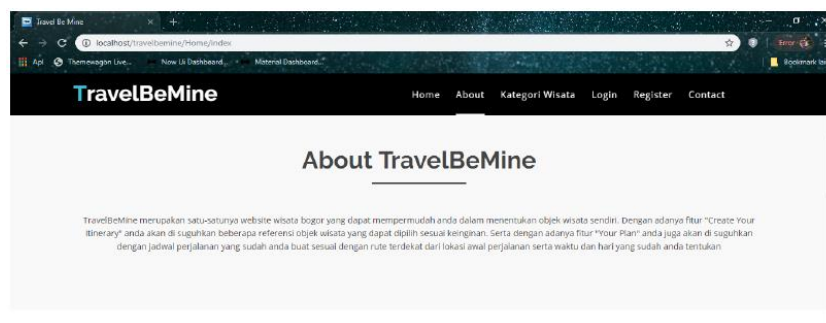 Travel Be Mine
localhost/travelbemine/Home/index
Error
Apl Themewagon Live... Now Ui Dashboard... Material Dashboard... Bookmark lain
TravelBeMine Home About Kategori Wisata Login Register Contact
About TravelBeMine
TravelBeMine merupakan satu-satunya website wisata bogor yang dapat mempermudah anda dalam menentukan objek wisata sendiri. Dengan adanya fitur "Create Your
Itinerary" anda akan di suguhkan beberapa referensi objek wisata yang dapat dipilih sesuai keinginan. Serta dengan adanya fitur "Your Plan" anda juga akan di suguhkan
dengan jadwal perjalanan yang sudah anda buat sesuai dengan rute terdekat dari lokasi awal perjalanan serta waktu dan hari yang sudah anda tentukan